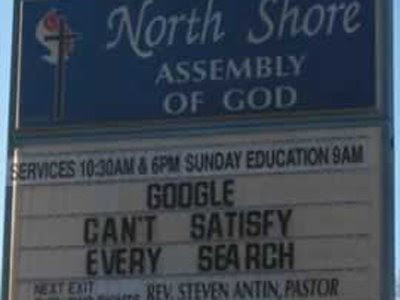 North Shore
ASSEMBLY
OF GOD
SERVICES 10:30AM & 6PM SUNDAY EDUCATION 9AM
GOOGLE
CAN'T SATISFY
EVERY SEARCH
NEXT EXIT
REV. STEVEN ANTIN, PASTOR